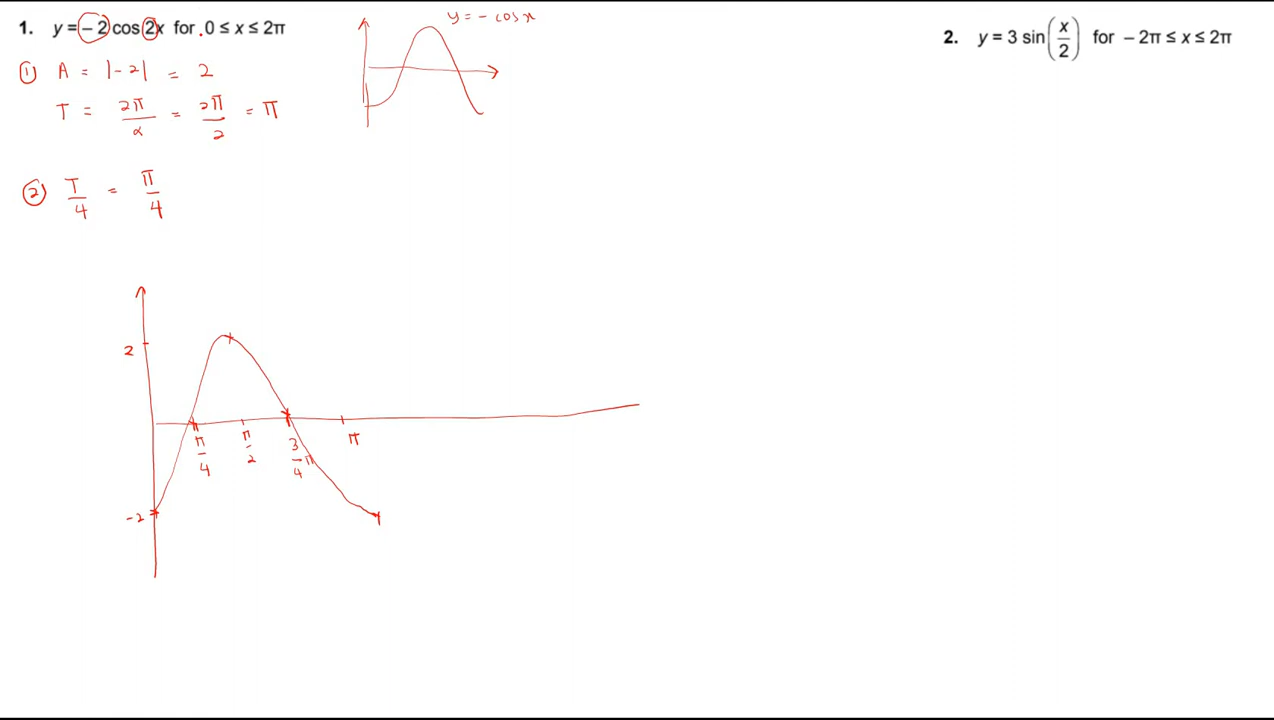 1. y = – 2 cos 2x for 0 ≤ x ≤ 2π
y = - cos x
① A = |-2| = 2
T = 2π/α = 2π/2 = π
② T/4 = π/4
2
π/4 π/2 3/4 π π
-2
2. y = 3 sin(x/2) for – 2π ≤ x ≤ 2π